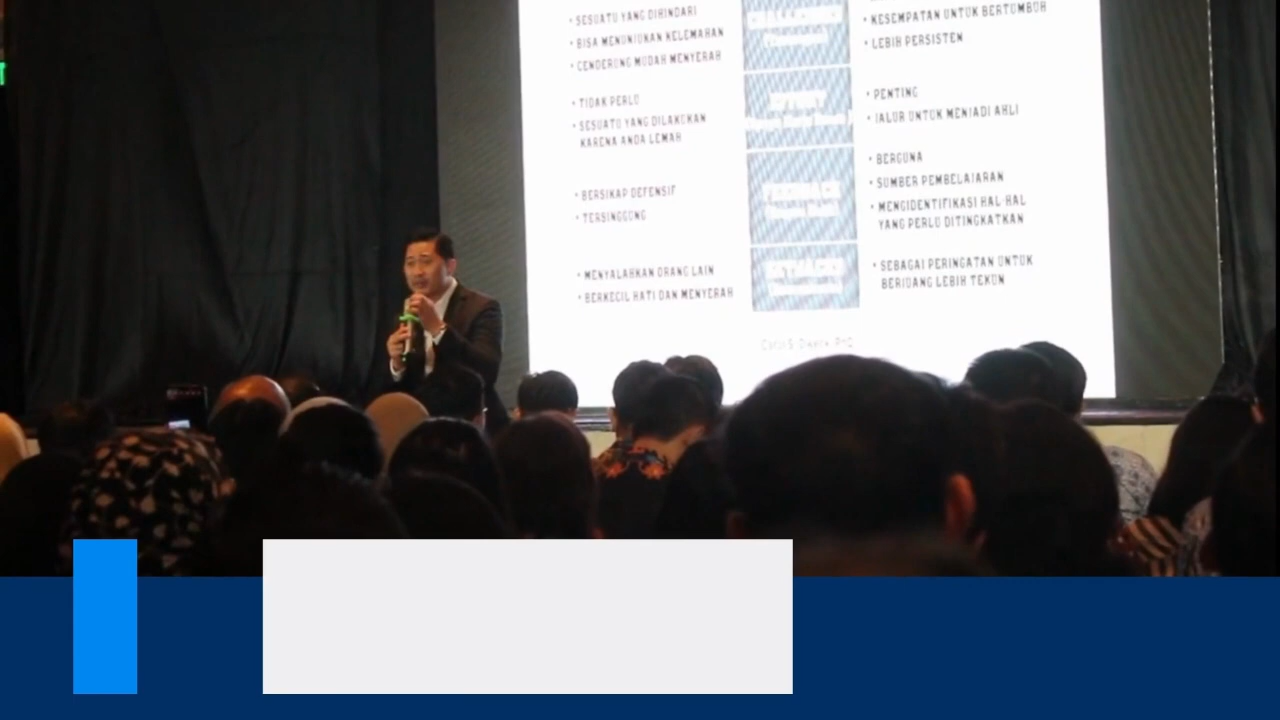 • SESUATU YANG DIHINDARI
• BISA MENUNJUKAN KELEMAHAN
• CENDERUNG MUDAH MENYERAH
• TIDAK PERLU
• SESUATU YANG DILAKUKAN
KARENA ANDA LEMAH
• BERSIKAP DEFENSIF
• TERSINGGUNG
• MENYALAHKAN ORANG LAIN
• BERKECIL HATI DAN MENYERAH
EFFORT
SETBACKS
• KESEMPATAN UNTUK BERTUMBUH
• LEBIH PERSISTEN
• PENTING
• JALUR UNTUK MENJADI AHLI
• BERGUNA
• SUMBER PEMBELAJARAN
• MENGIDENTIFIKASI HAL-HAL
YANG PERLU DITINGKATKAN
• SEBAGAI PERINGATAN UNTUK
BERJUANG LEBIH TEKUN